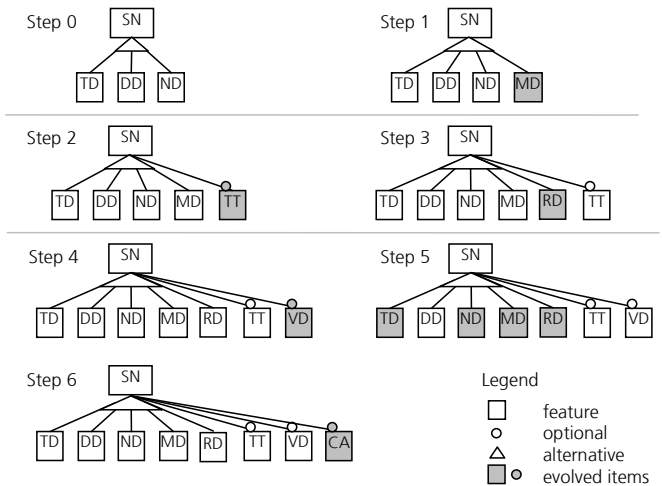 Step 0
SN
TD DD ND
Step 1
SN
TD DD ND MD
Step 2
SN
TD DD ND MD TT
Step 3
SN
TD DD ND MD RD TT
Step 4
SN
TD DD ND MD RD TT VD
Step 5
SN
TD DD ND MD RD TT VD
Step 6
SN
TD DD ND MD RD TT VD CA
Legend
feature
optional
alternative
evolved items